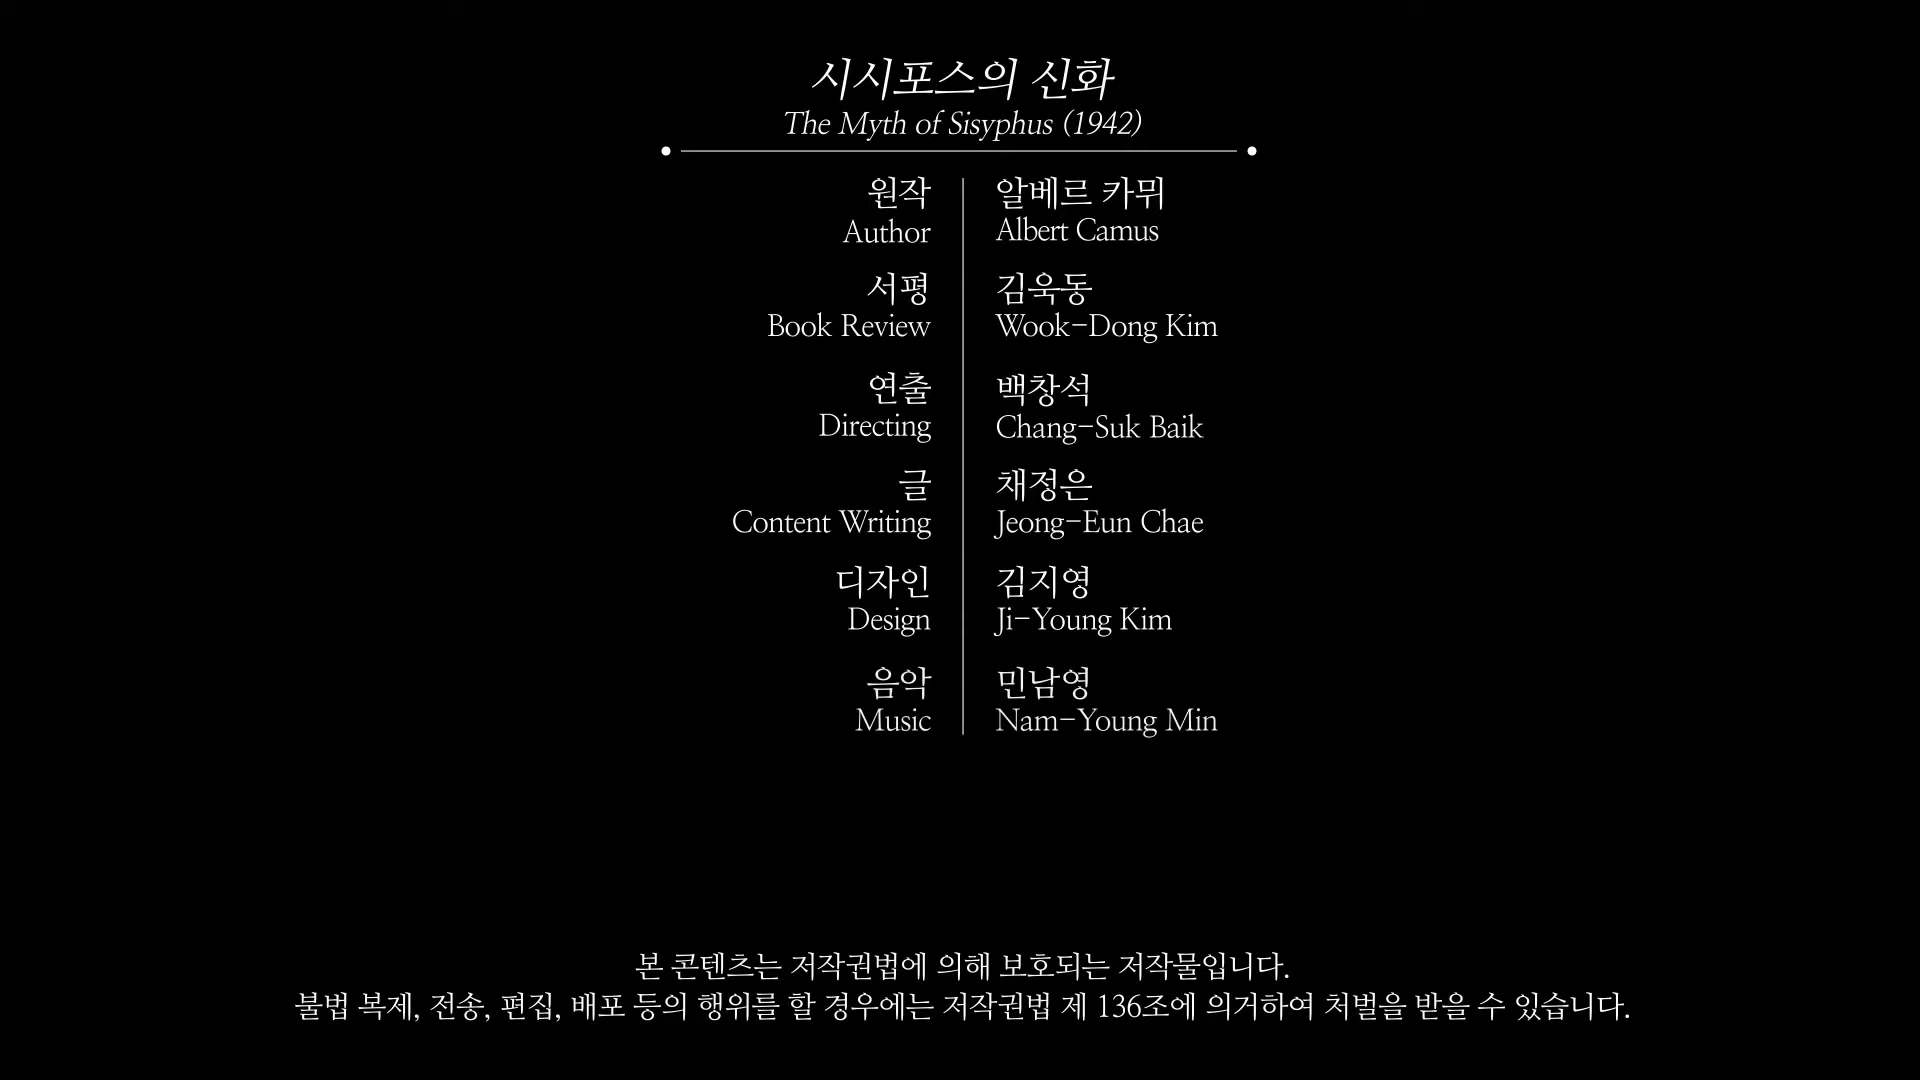 시시포스의 신화
The Myth of Sisyphus (1942)
원작 알베르 카뮈
Author Albert Camus
서평 김욱동
Book Review Wook-Dong Kim
연출 백창석
Directing Chang-Suk Baik
글 채정은
Content Writing Jeong-Eun Chae
디자인 김지영
Design Ji-Young Kim
음악 민남영
Music Nam-Young Min
본 콘텐츠는 저작권법에 의해 보호되는 저작물입니다.
불법 복제, 전송, 편집, 배포 등의 행위를 할 경우에는 저작권법 제 136조에 의거하여 처벌을 받을 수 있습니다.